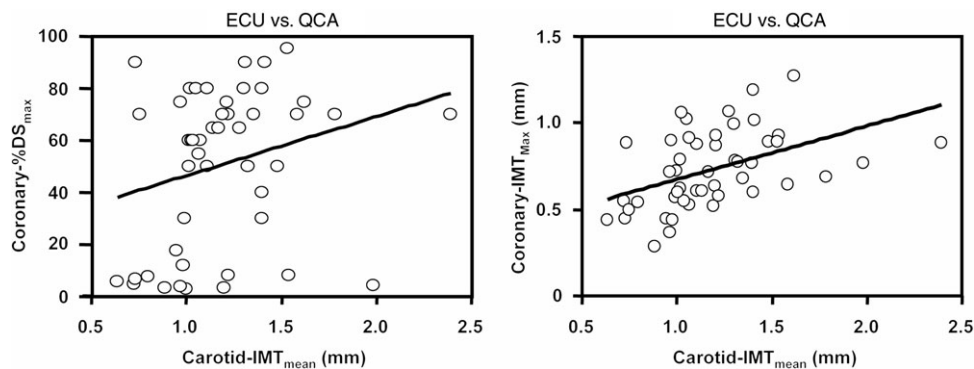 ECU vs. QCA
100
80
60
40
20
0
Coronary-%DSmax
0.5 1.0 1.5 2.0 2.5
Carotid-IMTmean (mm)
ECU vs. QCA
1.5
1.0
0.5
0.0
Coronary-IMTMax (mm)
0.5 1.0 1.5 2.0 2.5
Carotid-IMTmean (mm)